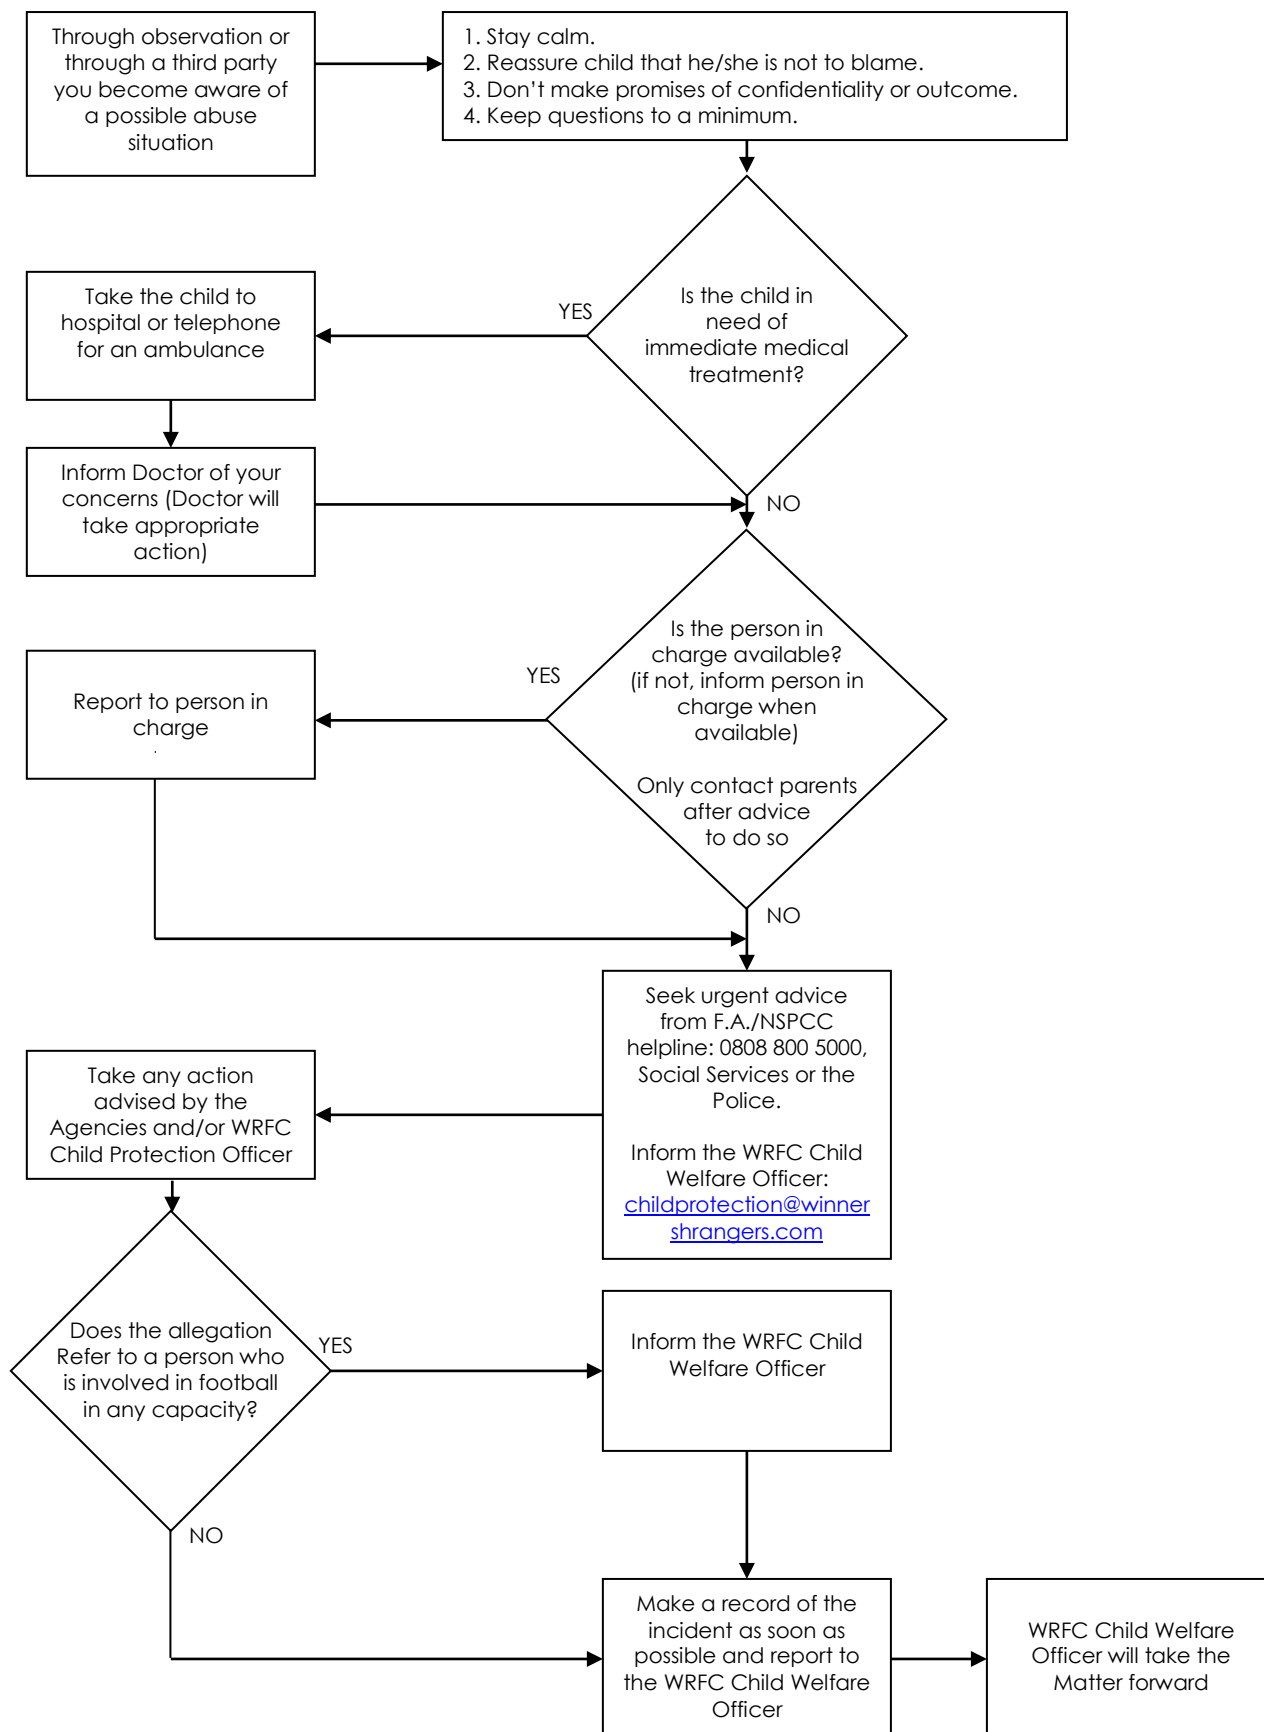 Through observation or
through a third party
you become aware of
a possible abuse
situation
1. Stay calm.
2. Reassure child that he/she is not to blame.
3. Don't make promises of confidentiality or outcome.
4. Keep questions to a minimum.
Is the child in
need of
immediate medical
treatment?
YES
Take the child to
hospital or telephone
for an ambulance
Inform Doctor of your
concerns (Doctor will
take appropriate
action)
NO
Is the person in
charge available?
(if not, inform person in
charge when
available)
Only contact parents
after advice
to do so
YES
Report to person in
charge
.
NO
Seek urgent advice
from F.A./NSPCC
helpline: 0808 800 5000,
Social Services or the
Police.
Inform the WRFC Child
Welfare Officer:
childprotection@winner
shrangers.com
Take any action
advised by the
Agencies and/or WRFC
Child Protection Officer
Does the allegation
Refer to a person who
is involved in football
in any capacity?
YES
Inform the WRFC Child
Welfare Officer
NO
Make a record of the
incident as soon as
possible and report to
the WRFC Child Welfare
Officer
WRFC Child Welfare
Officer will take the
Matter forward